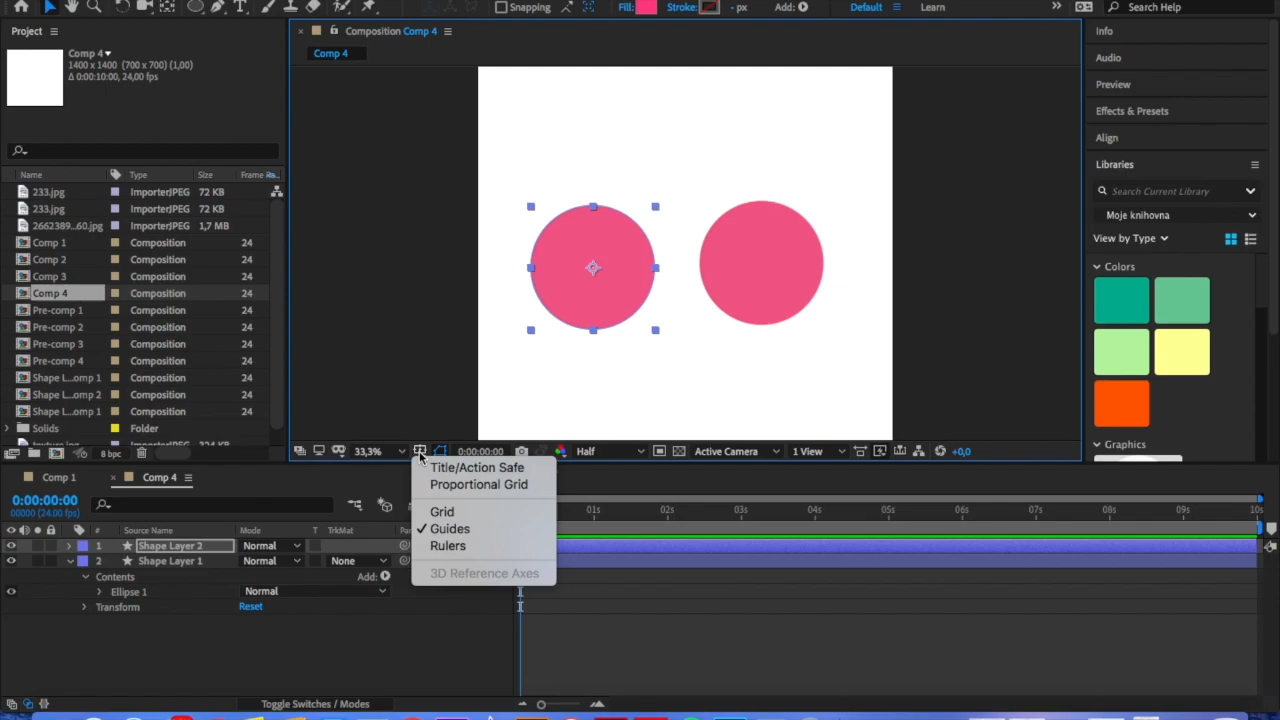 Snapping
Fill:
Stroke:
- px
Add:
Default
Learn
Search Help
Project
Comp 4
1400 x 1400 (700 x 700) (1,00)
Δ 0:00:10:00, 24,00 fps
Name
Type
Size
Frame Ra...
233.jpg ImporterJPEG 72 KB
233.jpg ImporterJPEG 72 KB
2662389...60.jpg ImporterJPEG 1,7 MB
Comp 1 Composition 24
Comp 2 Composition 24
Comp 3 Composition 24
Comp 4 Composition 24
Pre-comp 1 Composition 24
Pre-comp 2 Composition 24
Pre-comp 3 Composition 24
Pre-comp 4 Composition 24
Shape L...omp 1 Composition 24
Shape L...omp 2 Composition 24
Shape L...omp 1 Composition 24
Solids Folder
texture.jpg ImporterJPEG 324 KB
8 bpc
Composition Comp 4
Comp 4
33,3%
0:00:00:00
Half
Active Camera
1 View
+0,0
Title/Action Safe
Proportional Grid
Grid
Guides
Rulers
3D Reference Axes
Info
Audio
Preview
Effects & Presets
Align
Libraries
Search Current Library
Moje knihovna
View by Type
Colors
Graphics
Comp 1
Comp 4
0:00:00:00
00000 (24.00 fps)
# Source Name Mode T TrkMat
01s 02s 03s 04s 05s 06s 07s 08s 09s 10s
1 Shape Layer 2 Normal
2 Shape Layer 1 Normal None
Contents Add:
Ellipse 1 Normal
Transform Reset
Toggle Switches / Modes